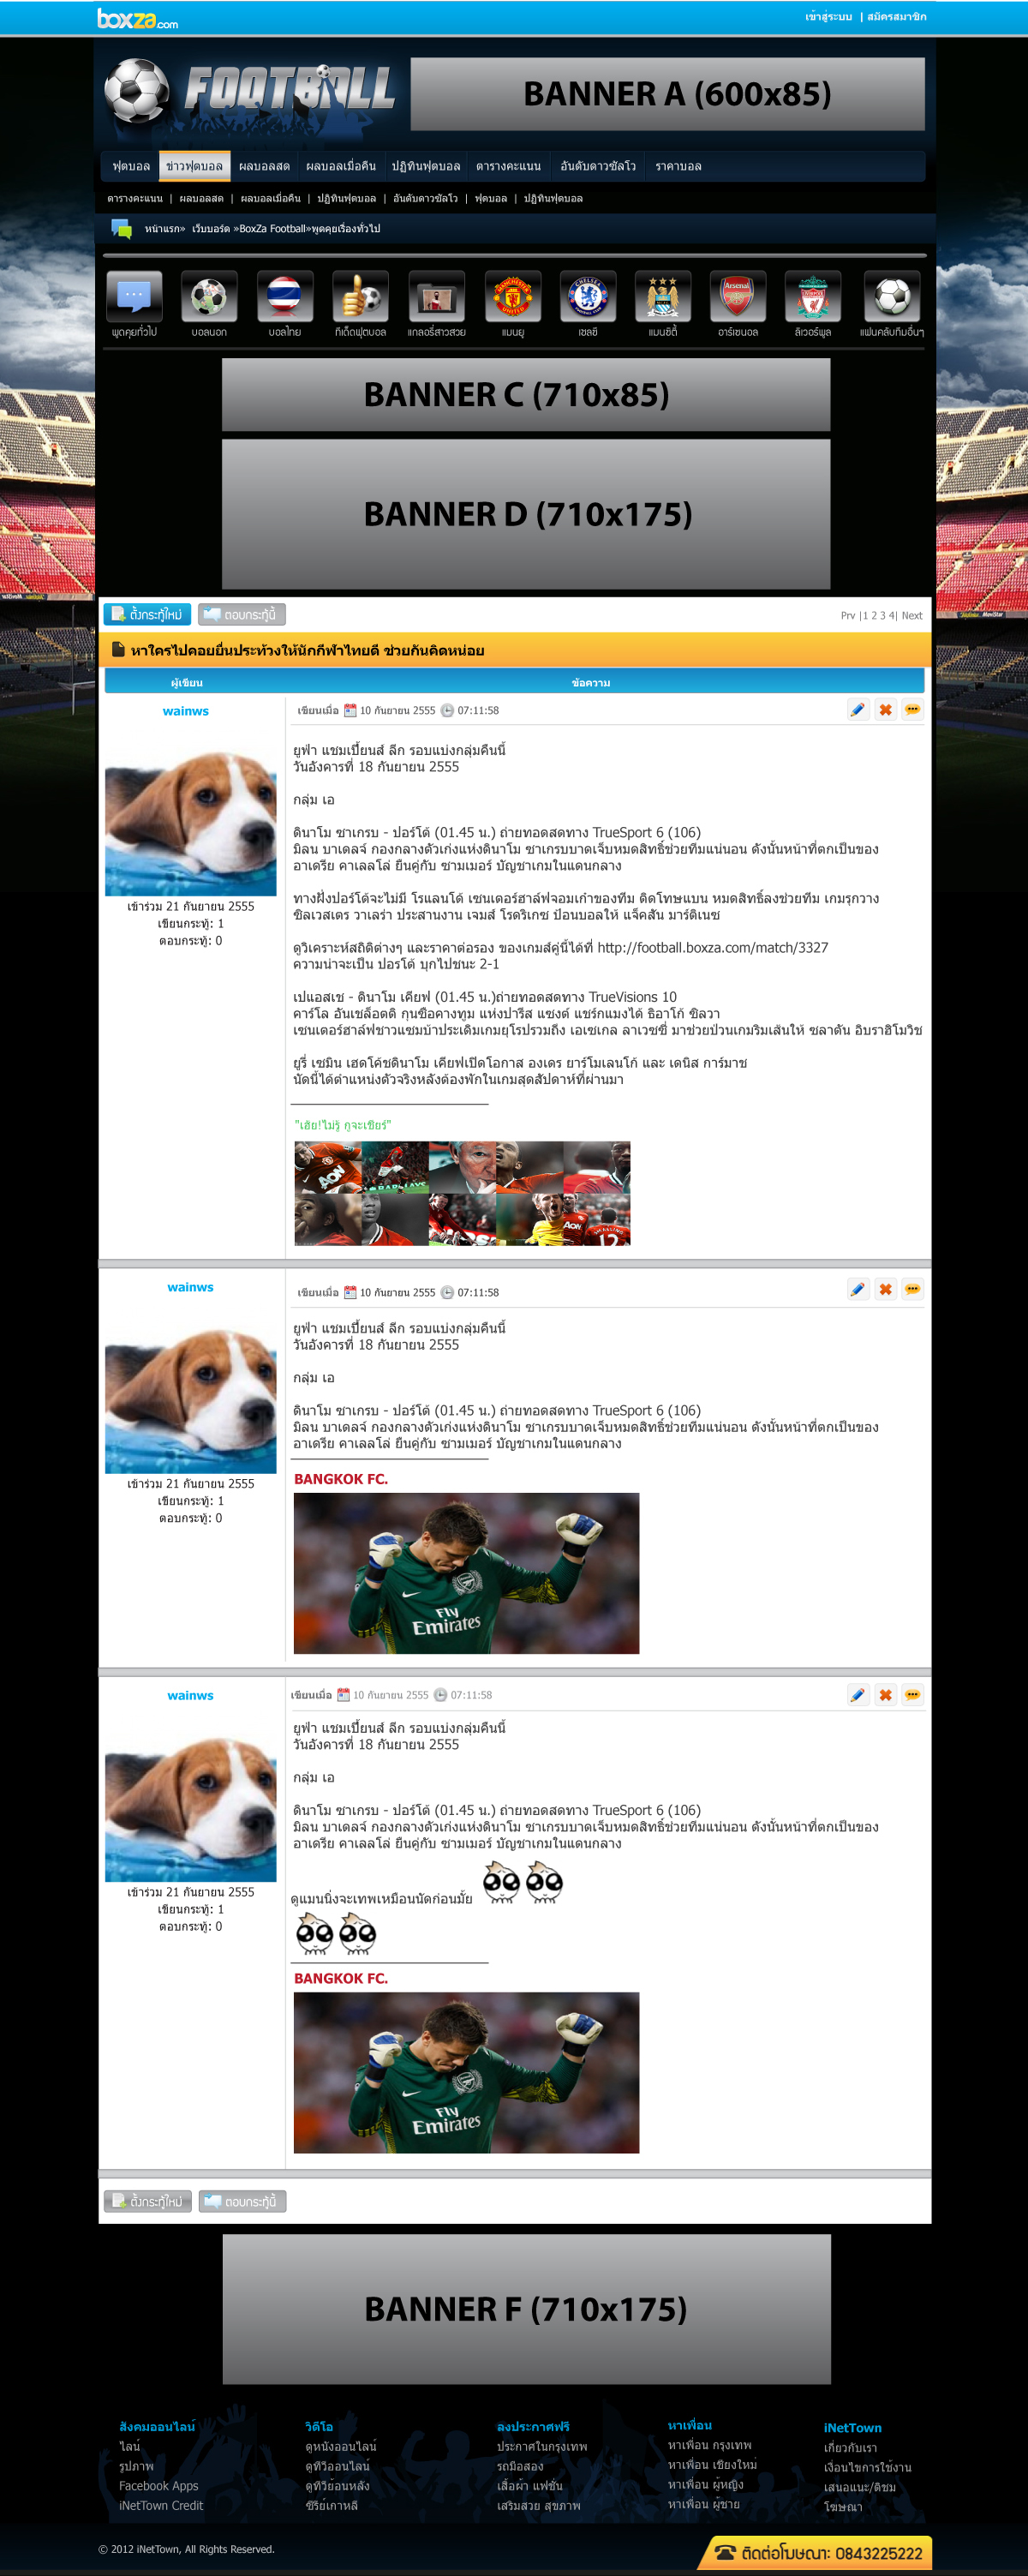 boxza.com
เข้าสู่ระบบ | สมัครสมาชิก
FOOTBALL
BANNER A (600x85)
ฟุตบอล ข่าวฟุตบอล ผลบอลสด ผลบอลเมื่อคืน ปฏิทินฟุตบอล ตารางคะแนน อันดับดาวซัลโว ราคาบอล
ตารางคะแนน | ผลบอลสด | ผลบอลเมื่อคืน | ปฏิทินฟุตบอล | อันดับดาวซัลโว | ฟุตบอล | ปฏิทินฟุตบอล
หน้าแรก» เว็บบอร์ด »BoxZa Football»พูดคุยเรื่องทั่วไป
พูดคุยทั่วไป บอลนอก บอลไทย ทีเด็ดฟุตบอล แกลอรี่สาวสวย แมนยู เชลซี แมนซิตี้ อาร์เซนอล ลิเวอร์พูล แฟนคลับทีมอื่นๆ
BANNER C (710x85)
BANNER D (710x175)
ตั้งกระทู้ใหม่ ตอบกระทู้นี้
Prv |1 2 3 4| Next
หาใครไปคอยยื่นประท้วงให้นักกีฬาไทยดี ช่วยกันคิดหน่อย
ผู้เขียน ข้อความ
wainws
เขียนเมื่อ 10 กันยายน 2555 07:11:58
เข้าร่วม 21 กันยายน 2555
เขียนกระทู้: 1
ตอบกระทู้: 0
ยูฟ่า แชมเปี้ยนส์ ลีก รอบแบ่งกลุ่มคืนนี้
วันอังคารที่ 18 กันยายน 2555
กลุ่ม เอ
ดินาโม ซาเกรบ - ปอร์โต้ (01.45 น.) ถ่ายทอดสดทาง TrueSport 6 (106)
มิลน บาเดลจ์ กองกลางตัวเก่งแห่งดินาโม ซาเกรบบาดเจ็บหมดสิทธิ์ช่วยทีมแน่นอน ดังนั้นหน้าที่ตกเป็นของ
อาเดรีย คาเลลโล่ ยืนคู่กับ ซามเมอร์ บัญชาเกมในแดนกลาง
ทางฝั่งปอร์โต้จะไม่มี โรแลนโด้ เซนเตอร์ฮาล์ฟจอมเก๋าของทีม ติดโทษแบน หมดสิทธิ์ลงช่วยทีม เกมรุกวาง
ซิลเวสเตร วาเลร่า ประสานงาน เจมส์ โรดริเกซ ป้อนบอลให้ แจ็คสัน มาร์ติเนซ
ดูวิเคราะห์สถิติต่างๆ และราคาต่อรอง ของเกมส์คู่นี้ได้ที่ http://football.boxza.com/match/3327
ความน่าจะเป็น ปอรโต้ บุกไปชนะ 2-1
เปแอสเช - ดินาโม เคียฟ (01.45 น.)ถ่ายทอดสดทาง TrueVisions 10
คาร์โล อันเชล็อตติ กุนซือคางทูม แห่งปารีส แซงต์ แชร์กแมงได้ ธิอาโก้ ซิลวา
เซนเตอร์ฮาล์ฟชาวแซมบ้าประเดิมเกมยุโรปรวมถึง เอเซเกล ลาเวซซี่ มาช่วยป่วนเกมริมเส้นให้ ซลาตัน อิบราฮิโมวิช
ยูรี่ เซมิน เฮดโค้ชดินาโม เคียฟเปิดโอกาส องเดร ยาร์โมเลนโก้ และ เดนิส การ์มาช
นัดนี้ได้ตำแหน่งตัวจริงหลังต้องพักในเกมสุดสัปดาห์ที่ผ่านมา
"เฮ้ย!ไม่รู้ กูจะเชียร์"
wainws
เขียนเมื่อ 10 กันยายน 2555 07:11:58
เข้าร่วม 21 กันยายน 2555
เขียนกระทู้: 1
ตอบกระทู้: 0
ยูฟ่า แชมเปี้ยนส์ ลีก รอบแบ่งกลุ่มคืนนี้
วันอังคารที่ 18 กันยายน 2555
กลุ่ม เอ
ดินาโม ซาเกรบ - ปอร์โต้ (01.45 น.) ถ่ายทอดสดทาง TrueSport 6 (106)
มิลน บาเดลจ์ กองกลางตัวเก่งแห่งดินาโม ซาเกรบบาดเจ็บหมดสิทธิ์ช่วยทีมแน่นอน ดังนั้นหน้าที่ตกเป็นของ
อาเดรีย คาเลลโล่ ยืนคู่กับ ซามเมอร์ บัญชาเกมในแดนกลาง
BANGKOK FC.
Fly
Emirates
wainws
เขียนเมื่อ 10 กันยายน 2555 07:11:58
เข้าร่วม 21 กันยายน 2555
เขียนกระทู้: 1
ตอบกระทู้: 0
ยูฟ่า แชมเปี้ยนส์ ลีก รอบแบ่งกลุ่มคืนนี้
วันอังคารที่ 18 กันยายน 2555
กลุ่ม เอ
ดินาโม ซาเกรบ - ปอร์โต้ (01.45 น.) ถ่ายทอดสดทาง TrueSport 6 (106)
มิลน บาเดลจ์ กองกลางตัวเก่งแห่งดินาโม ซาเกรบบาดเจ็บหมดสิทธิ์ช่วยทีมแน่นอน ดังนั้นหน้าที่ตกเป็นของ
อาเดรีย คาเลลโล่ ยืนคู่กับ ซามเมอร์ บัญชาเกมในแดนกลาง
ดูแมนนิ่งจะเทพเหมือนนัดก่อนมั้ย
BANGKOK FC.
Fly
Emirates
ตั้งกระทู้ใหม่ ตอบกระทู้นี้
BANNER F (710x175)
สังคมออนไลน์
ไลน์
รูปภาพ
Facebook Apps
iNetTown Credit
วิดีโอ
ดูหนังออนไลน์
ดูทีวีออนไลน์
ดูทีวีย้อนหลัง
ซีรีย์เกาหลี
ลงประกาศฟรี
ประกาศในกรุงเทพ
รถมือสอง
เสื้อผ้า แฟชั่น
เสริมสวย สุขภาพ
หาเพื่อน
หาเพื่อน กรุงเทพ
หาเพื่อน เชียงใหม่
หาเพื่อน ผู้หญิง
หาเพื่อน ผู้ชาย
iNetTown
เกี่ยวกับเรา
เงื่อนไขการใช้งาน
เสนอแนะ/ติชม
โฆษณา
© 2012 iNetTown, All Rights Reserved.
ติดต่อโฆษณา: 0843225222